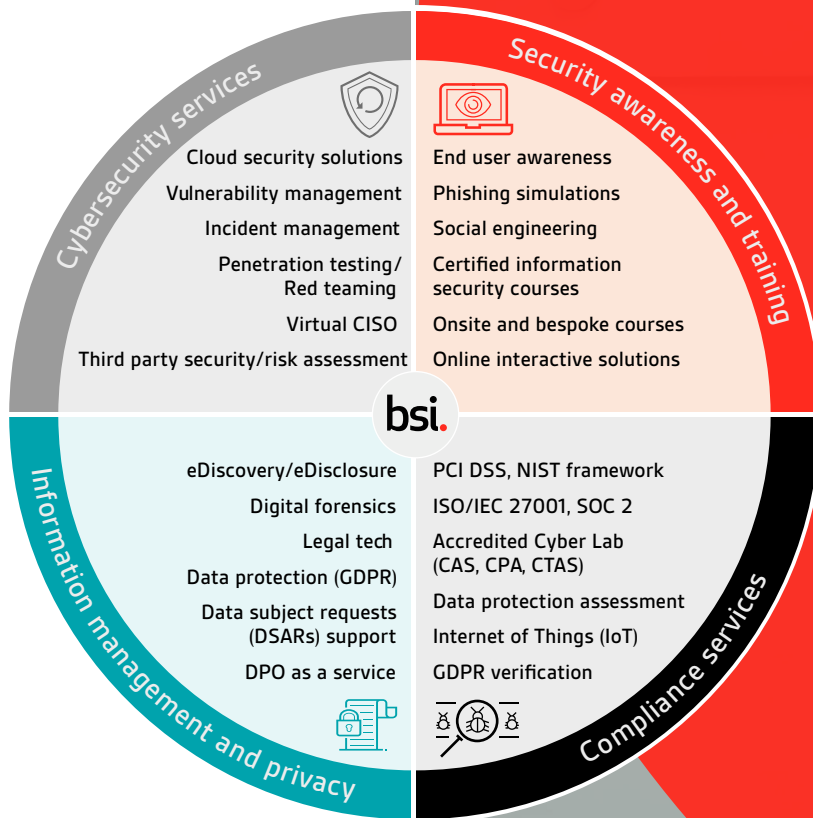 Cybersecurity services
Cloud security solutions
Vulnerability management
Incident management
Penetration testing/
Red teaming
Virtual CISO
Third party security/risk assessment
Security awareness and training
End user awareness
Phishing simulations
Social engineering
Certified information
security courses
Onsite and bespoke courses
Online interactive solutions
bsi.
Information management and privacy
eDiscovery/eDisclosure
Digital forensics
Legal tech
Data protection (GDPR)
Data subject requests
(DSARs) support
DPO as a service
Compliance services
PCI DSS, NIST framework
ISO/IEC 27001, SOC 2
Accredited Cyber Lab
(CAS, CPA, CTAS)
Data protection assessment
Internet of Things (IoT)
GDPR verification